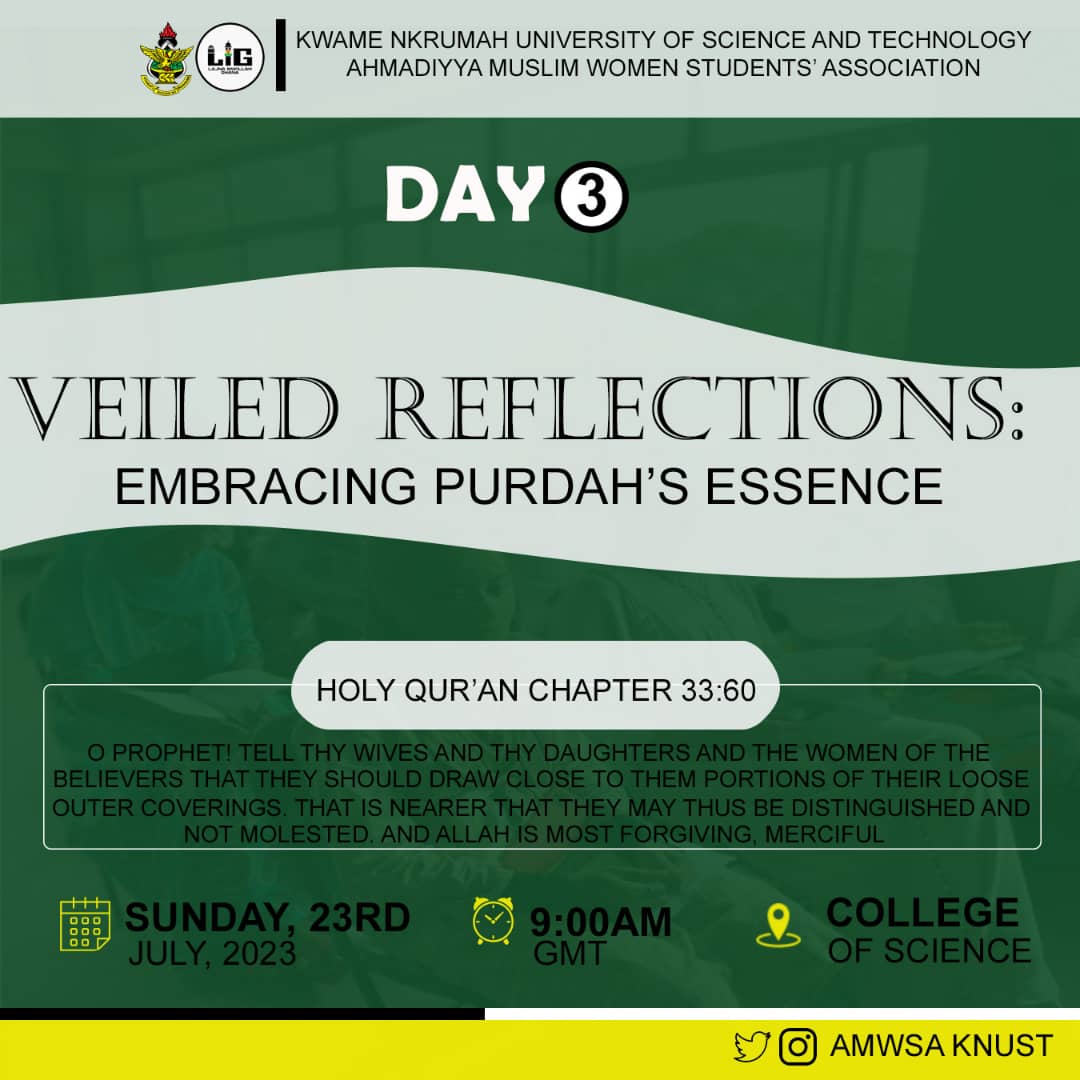 LIG
LAJNA IMAILLAH
GHANA
KWAME NKRUMAH UNIVERSITY OF SCIENCE AND TECHNOLOGY
AHMADIYYA MUSLIM WOMEN STUDENTS' ASSOCIATION
DAY 3
VEILED REFLECTIONS:
EMBRACING PURDAH'S ESSENCE
HOLY QUR'AN CHAPTER 33:60
O PROPHET! TELL THY WIVES AND THY DAUGHTERS AND THE WOMEN OF THE
BELIEVERS THAT THEY SHOULD DRAW CLOSE TO THEM PORTIONS OF THEIR LOOSE
OUTER COVERINGS. THAT IS NEARER THAT THEY MAY THUS BE DISTINGUISHED AND
NOT MOLESTED. AND ALLAH IS MOST FORGIVING, MERCIFUL
SUNDAY, 23RD
JULY, 2023
9:00AM
GMT
COLLEGE
OF SCIENCE
AMWSA KNUST